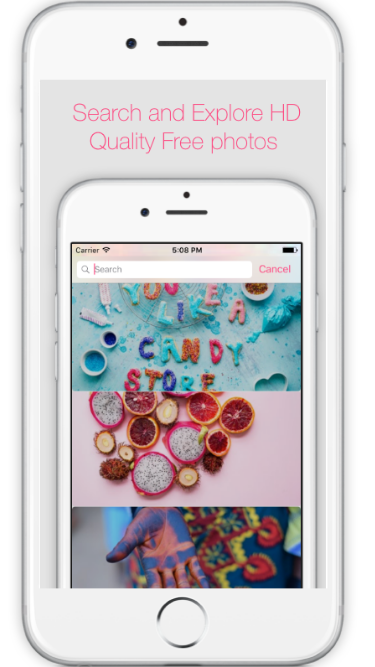 Search and Explore HD
Quality Free photos
Carrier 5:08 PM
Search Cancel
YOU
LIKE A
CANDY
STORE